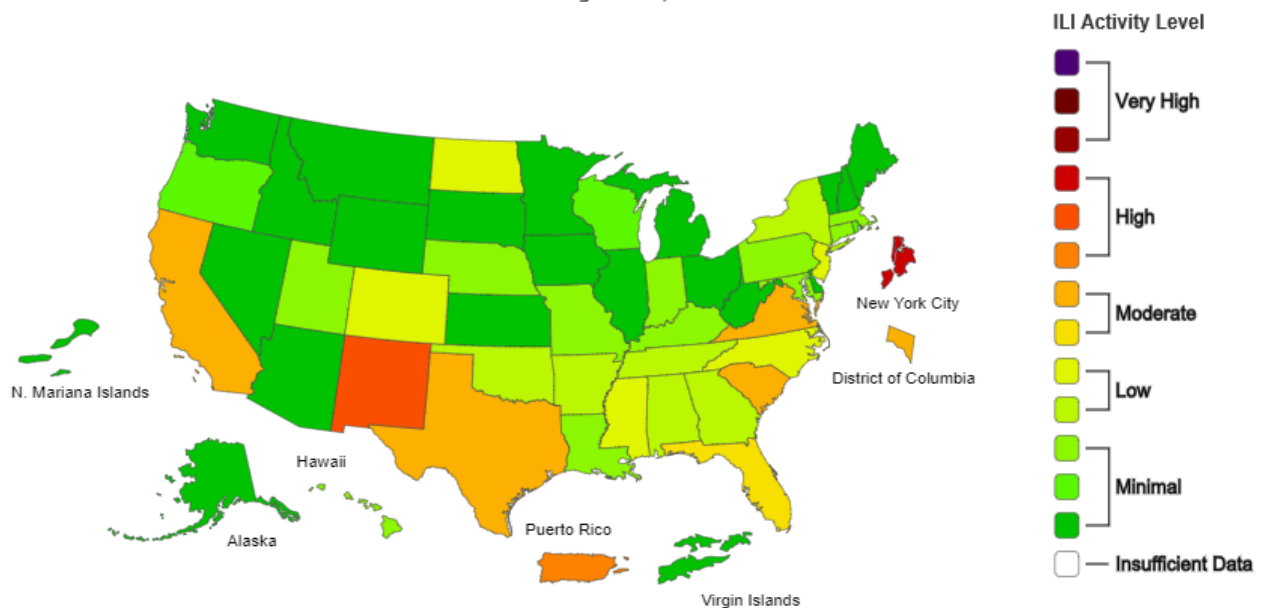 ILI Activity Level
Very High
High
Moderate
Low
Minimal
Insufficient Data
New York City
District of Columbia
N. Mariana Islands
Hawaii
Alaska
Puerto Rico
Virgin Islands